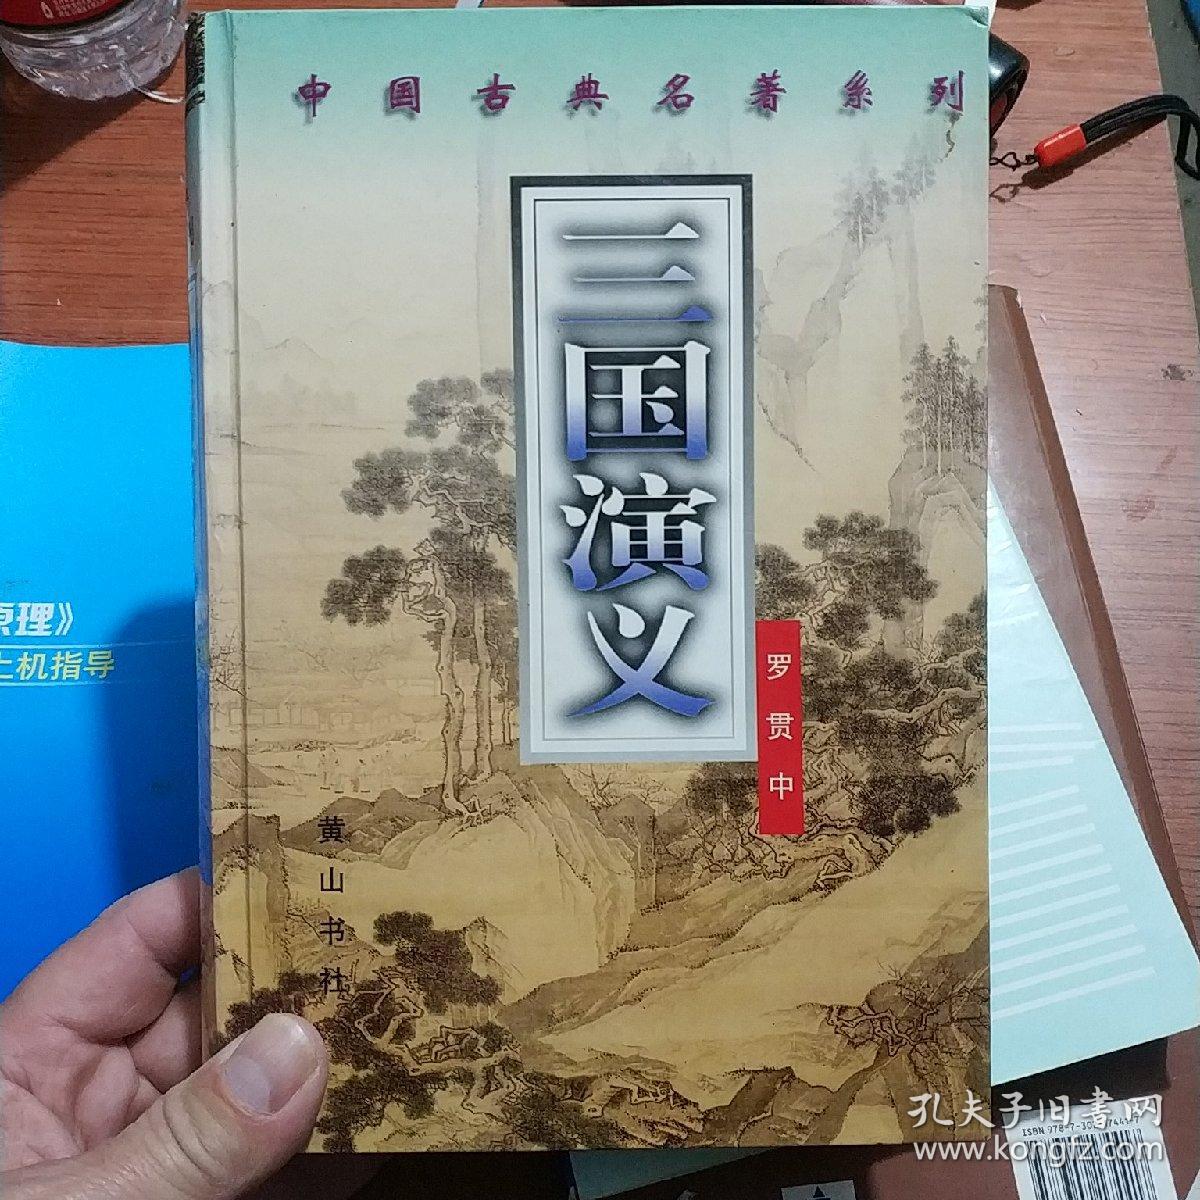 中国古典名著系列
三国演义
罗贯中
黄山书社
原理》
上机指导
孔夫子旧书网
www.kongfz.com